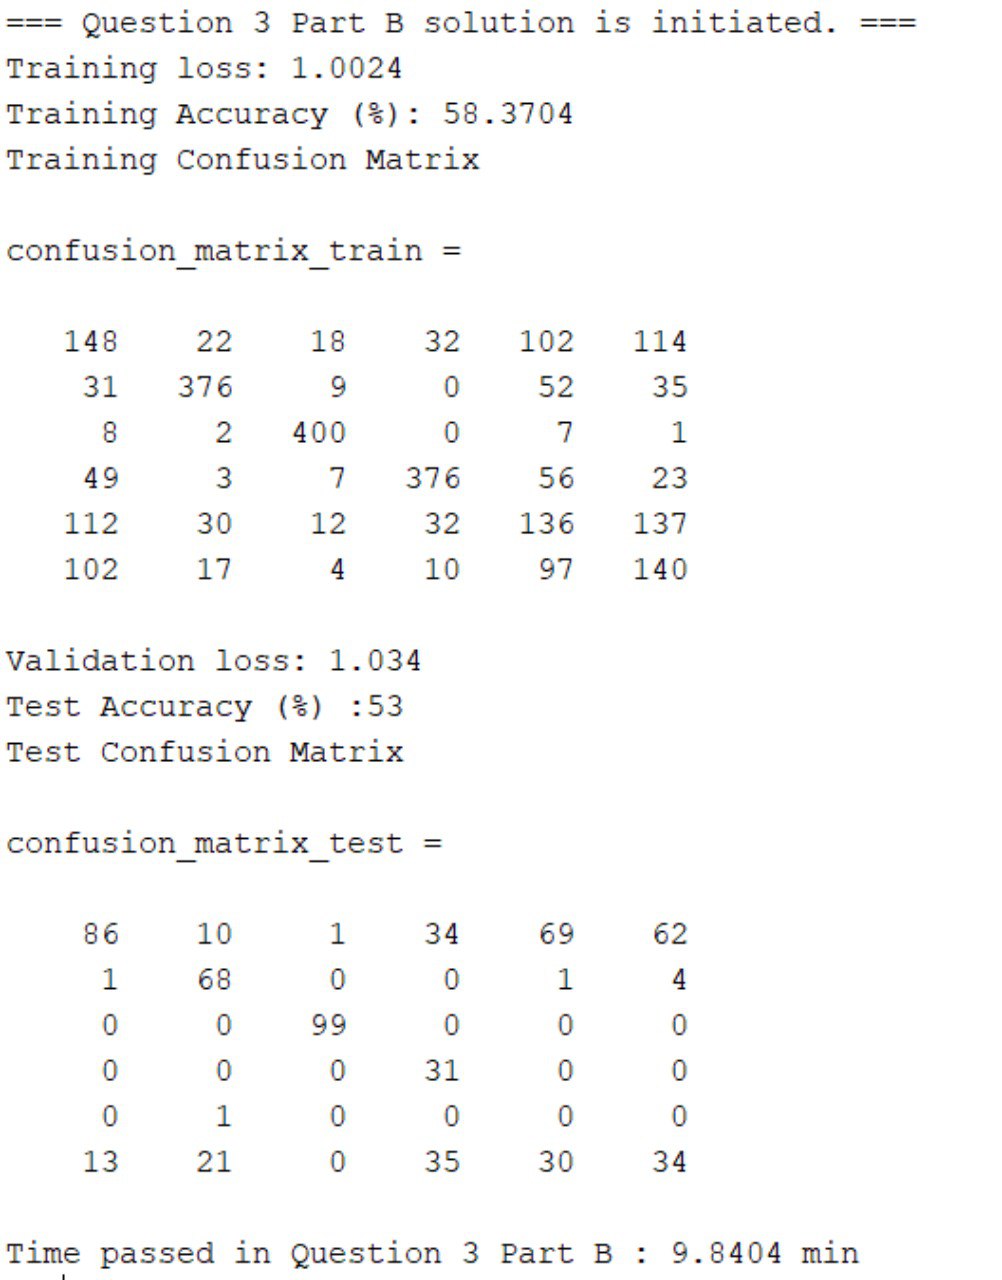 === Question 3 Part B solution is initiated. ===
Training loss: 1.0024
Training Accuracy (%): 58.3704
Training Confusion Matrix
confusion_matrix_train =
148 22 18 32 102 114
31 376 9 0 52 35
8 2 400 0 7 1
49 3 7 376 56 23
112 30 12 32 136 137
102 17 4 10 97 140
Validation loss: 1.034
Test Accuracy (%) :53
Test Confusion Matrix
confusion_matrix_test =
86 10 1 34 69 62
1 68 0 0 1 4
0 0 99 0 0 0
0 0 0 31 0 0
0 1 0 0 0 0
13 21 0 35 30 34
Time passed in Question 3 Part B : 9.8404 min